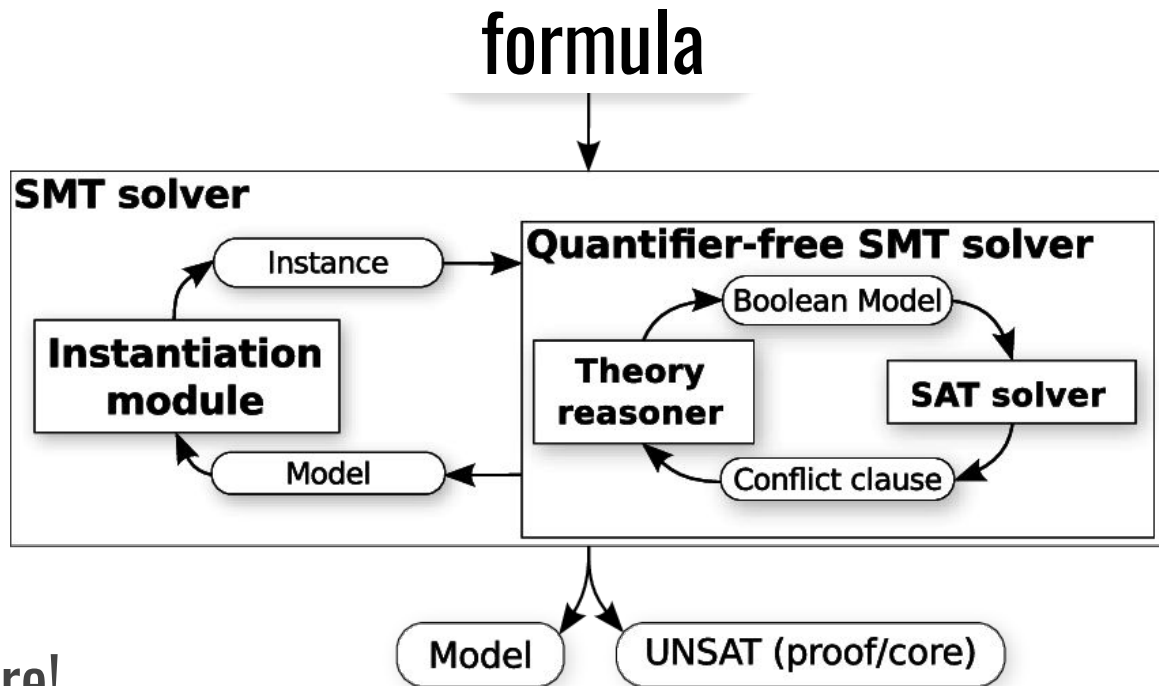 formula
SMT solver
Quantifier-free SMT solver
Instance
Boolean Model
Instantiation
module
Theory
reasoner
SAT solver
Model
Conflict clause
Model
UNSAT (proof/core)